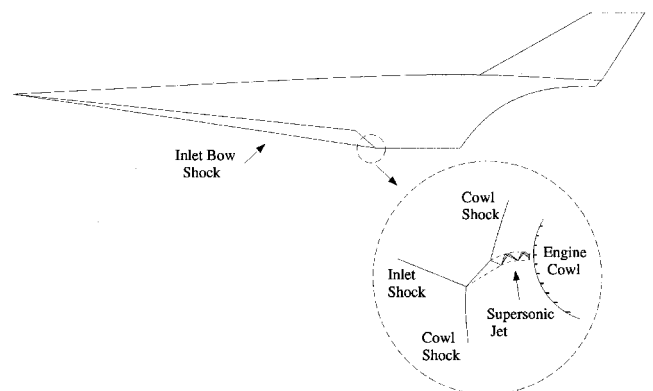 Inlet Bow
Shock
Cowl
Shock
Engine
Cowl
Inlet
Shock
Supersonic
Jet
Cowl
Shock